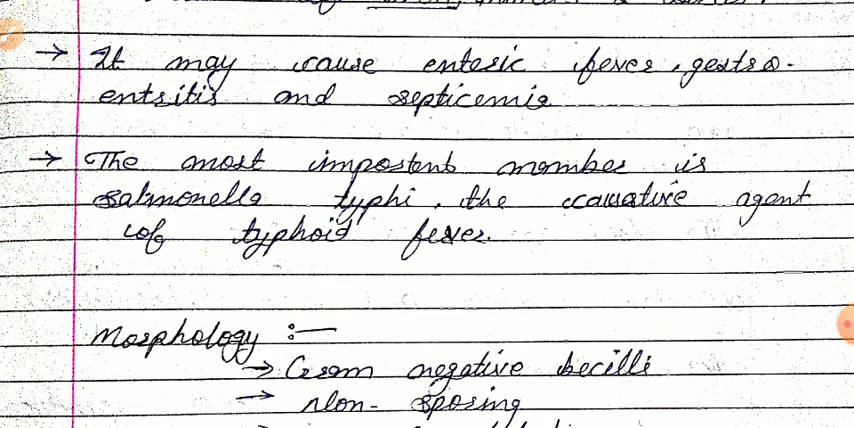 → It may cause enteric fever, gastro-
entritis and septicemia
→ The most important member is
salmonella typhi, the causative agent
of typhoid fever.
Morphology :-
→ Gram negative bacilli
→ Non-sporing